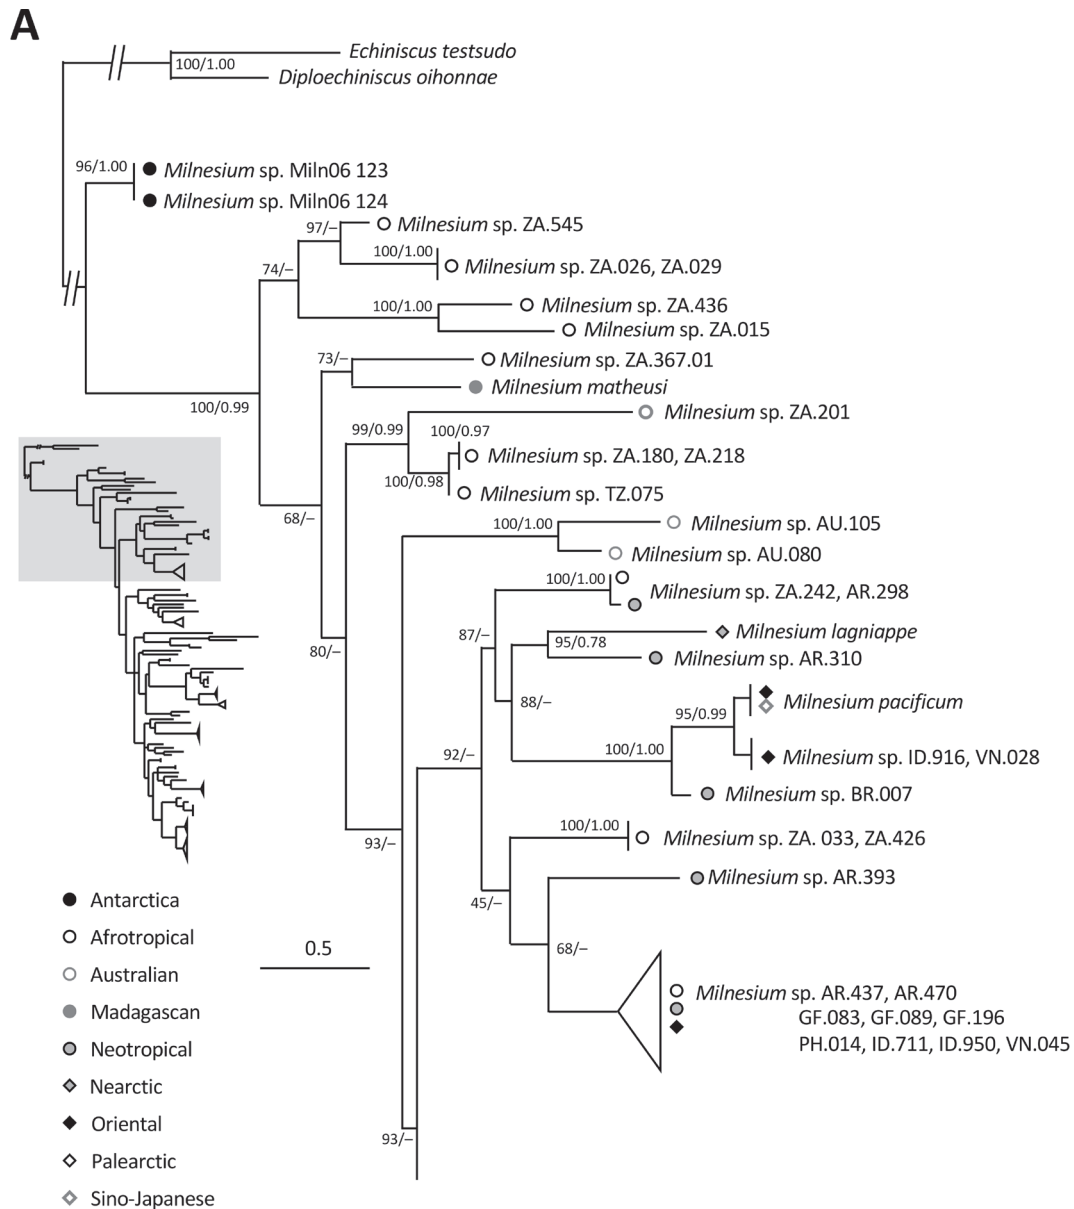 A
Echiniscus testsudo
100/1.00
Diploechiniscus oihonnae
96/1.00
Milnesium sp. Miln06 123
Milnesium sp. Miln06 124
97/–
Milnesium sp. ZA.545
100/1.00
Milnesium sp. ZA.026, ZA.029
74/–
100/1.00
Milnesium sp. ZA.436
Milnesium sp. ZA.015
73/–
Milnesium sp. ZA.367.01
Milnesium matheusi
100/0.99
Milnesium sp. ZA.201
99/0.99
100/0.97
Milnesium sp. ZA.180, ZA.218
100/0.98
Milnesium sp. TZ.075
68/–
100/1.00
Milnesium sp. AU.105
Milnesium sp. AU.080
100/1.00
Milnesium sp. ZA.242, AR.298
87/–
Milnesium lagniappe
95/0.78
80/–
Milnesium sp. AR.310
88/–
Milnesium pacificum
95/0.99
92/–
100/1.00
Milnesium sp. ID.916, VN.028
Milnesium sp. BR.007
100/1.00
93/–
Milnesium sp. ZA. 033, ZA.426
Milnesium sp. AR.393
45/–
68/–
Milnesium sp. AR.437, AR.470
GF.083, GF.089, GF.196
PH.014, ID.711, ID.950, VN.045
93/–
0.5
Antarctica
Afrotropical
Australian
Madagascan
Neotropical
Nearctic
Oriental
Palearctic
Sino-Japanese